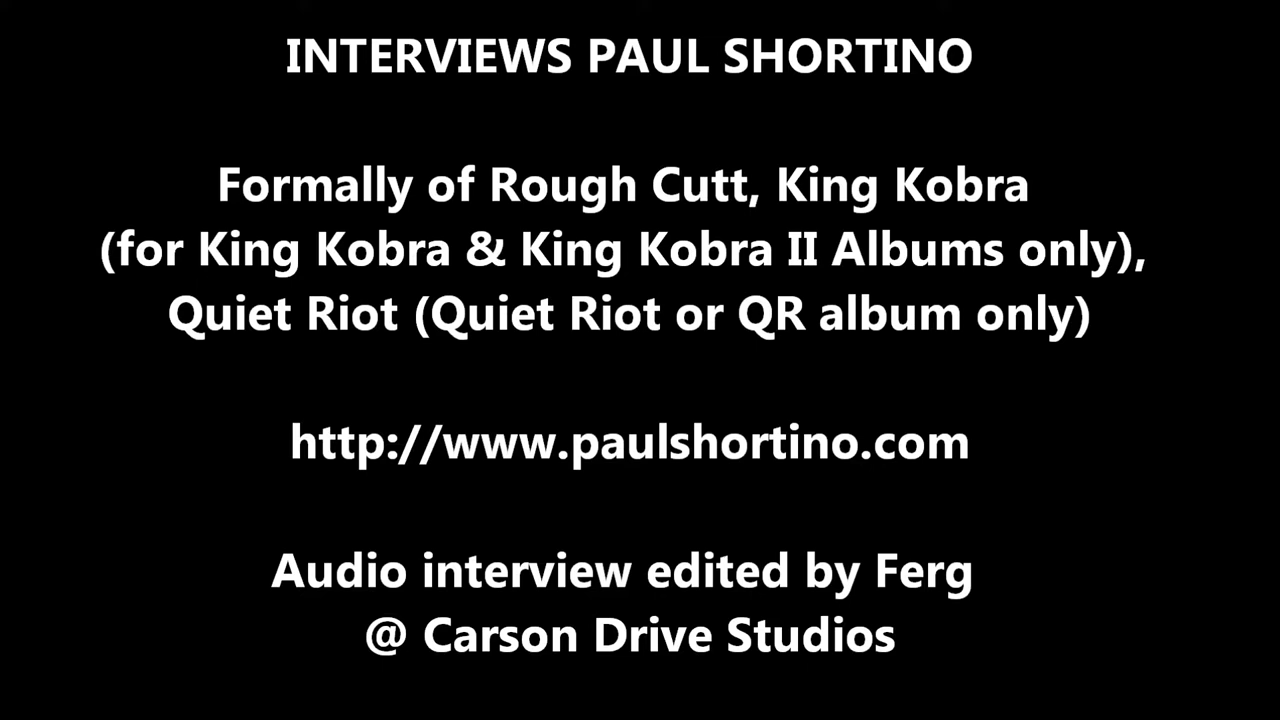 INTERVIEWS PAUL SHORTINO
Formally of Rough Cutt, King Kobra
(for King Kobra & King Kobra II Albums only),
Quiet Riot (Quiet Riot or QR album only)
http://www.paulshortino.com
Audio interview edited by Ferg
@ Carson Drive Studios